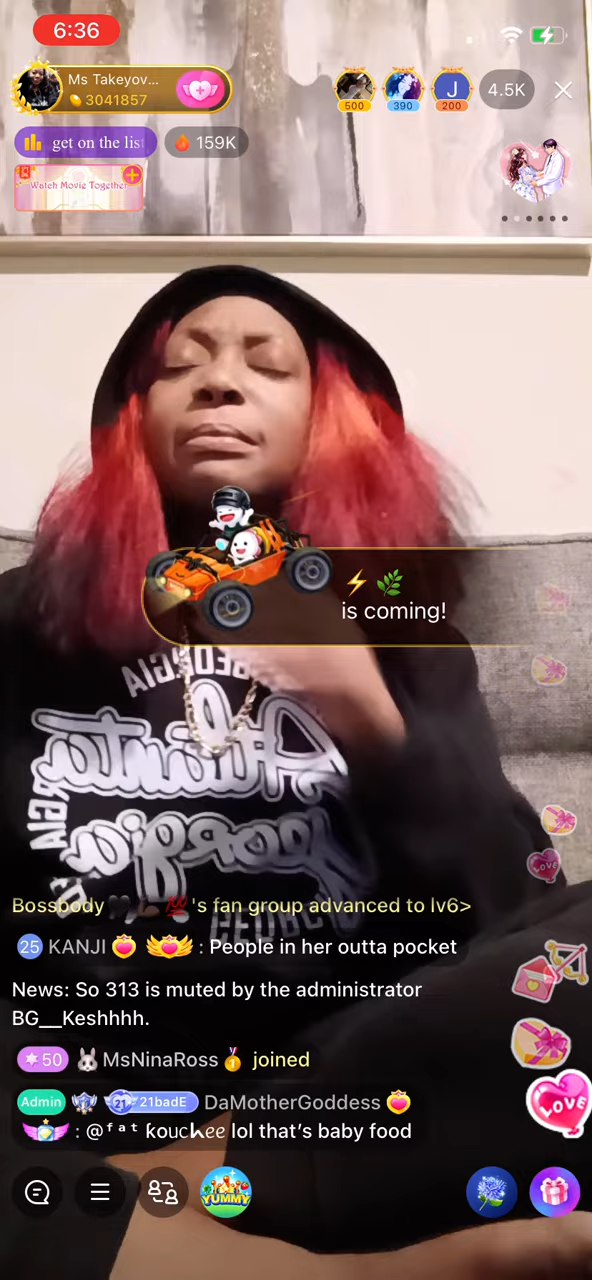 6:36
Ms Takeyov...
3041857
500
390
J
200
4.5K
get on the list
159K
Watch Movie Together
⚡🌿
is coming!
GEORGIA
Atlanta
Georgia
Bossbody🖤💪🏾💯's fan group advanced to lv6>
25 KANJI : People in her outta pocket
News: So 313 is muted by the administrator
BG__Keshhhh.
50 🐰MsNinaRoss🥇 joined
Admin 21 21badE DaMotherGoddess
: @ᶠᵃᵗ kouchee lol that's baby food
LOVE
LOVE
YUMMY